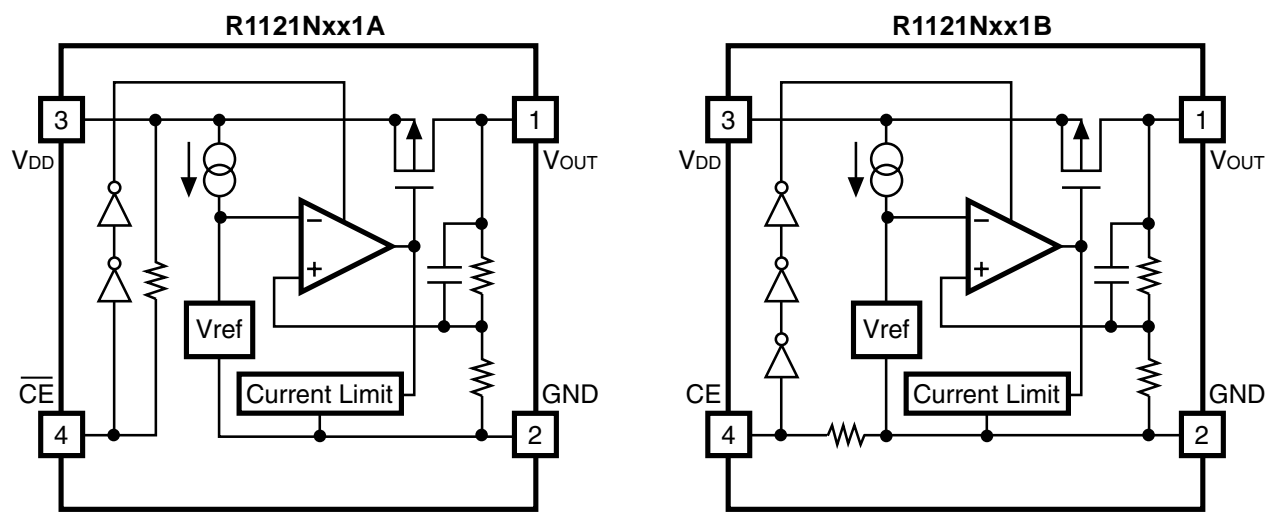 R1121Nxx1A
3
1
VDD
VOUT
−
+
Vref
Current Limit
C̅E̅
GND
4
2
R1121Nxx1B
3
1
VDD
VOUT
−
+
Vref
Current Limit
CE
GND
4
2